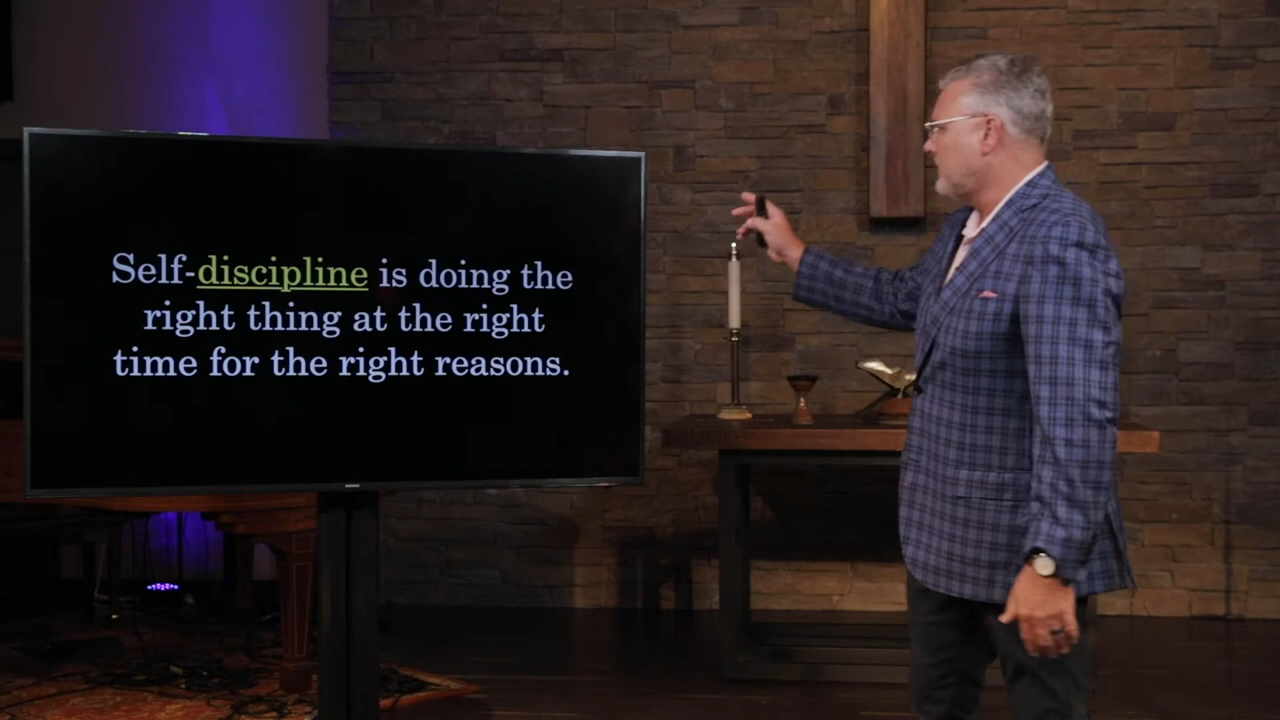 Self-discipline is doing the
right thing at the right
time for the right reasons.